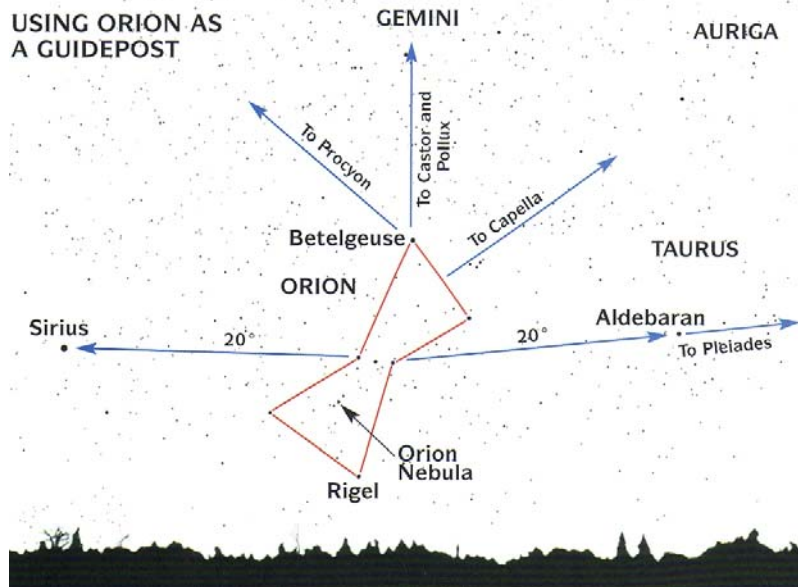 USING ORION AS
A GUIDEPOST
GEMINI
AURIGA
To Procyon
To Castor and
Pollux
To Capella
Betelgeuse
TAURUS
ORION
Sirius
20°
20°
Aldebaran
To Pleiades
Orion
Nebula
Rigel